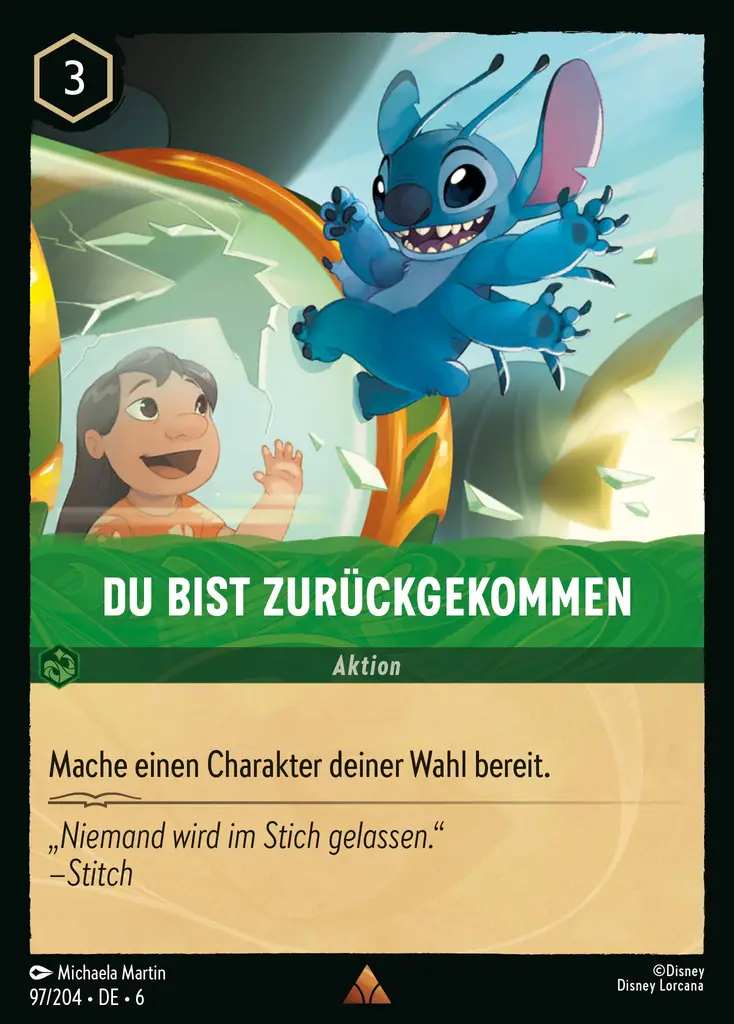 3
DU BIST ZURÜCKGEKOMMEN
Aktion
Mache einen Charakter deiner Wahl bereit.
„Niemand wird im Stich gelassen.“
–Stitch
Michaela Martin
©Disney
97/204 • DE • 6
Disney Lorcana